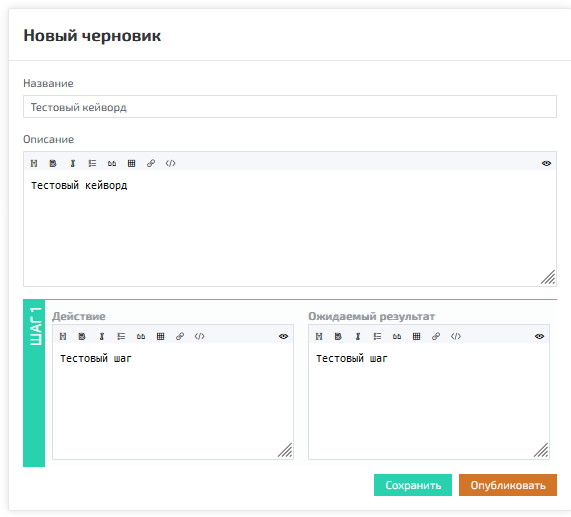 Новый черновик
Название
Тестовый кейворд
Описание
Тестовый кейворд
ШАГ 1
Действие
Ожидаемый результат
Тестовый шаг
Тестовый шаг
Сохранить
Опубликовать